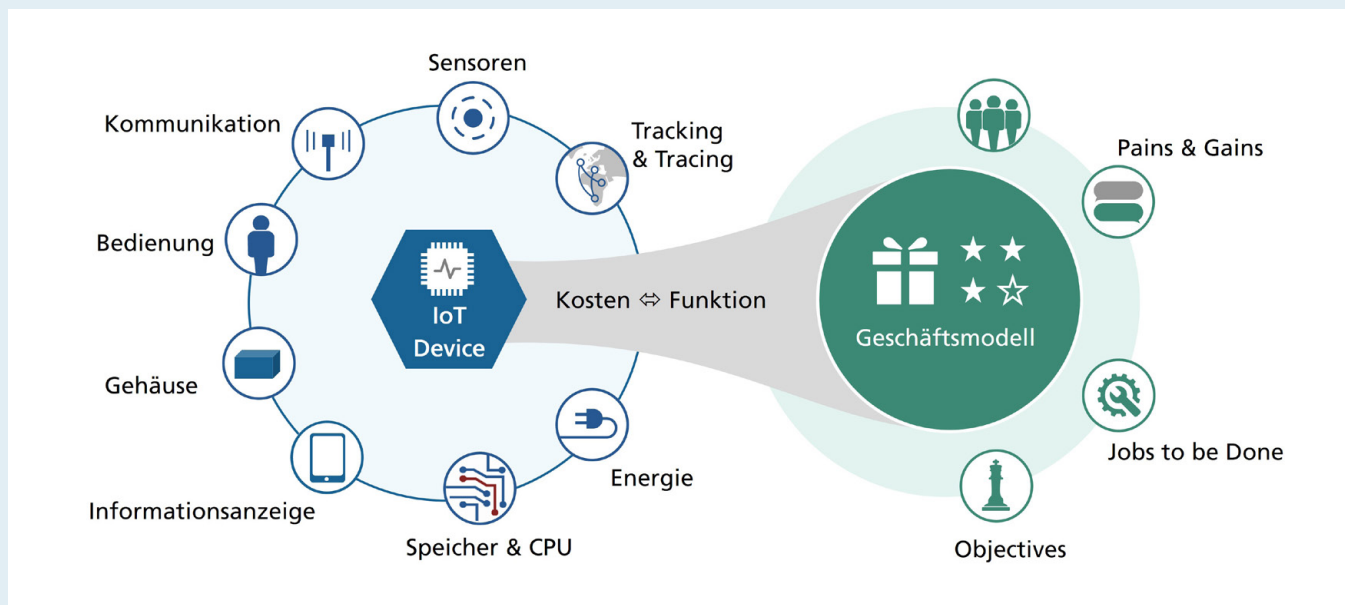 Sensoren
Kommunikation
Tracking
& Tracing
Bedienung
IoT
Device
Gehäuse
Informationsanzeige
Speicher & CPU
Energie
Kosten ⇔ Funktion
Geschäftsmodell
Pains & Gains
Jobs to be Done
Objectives